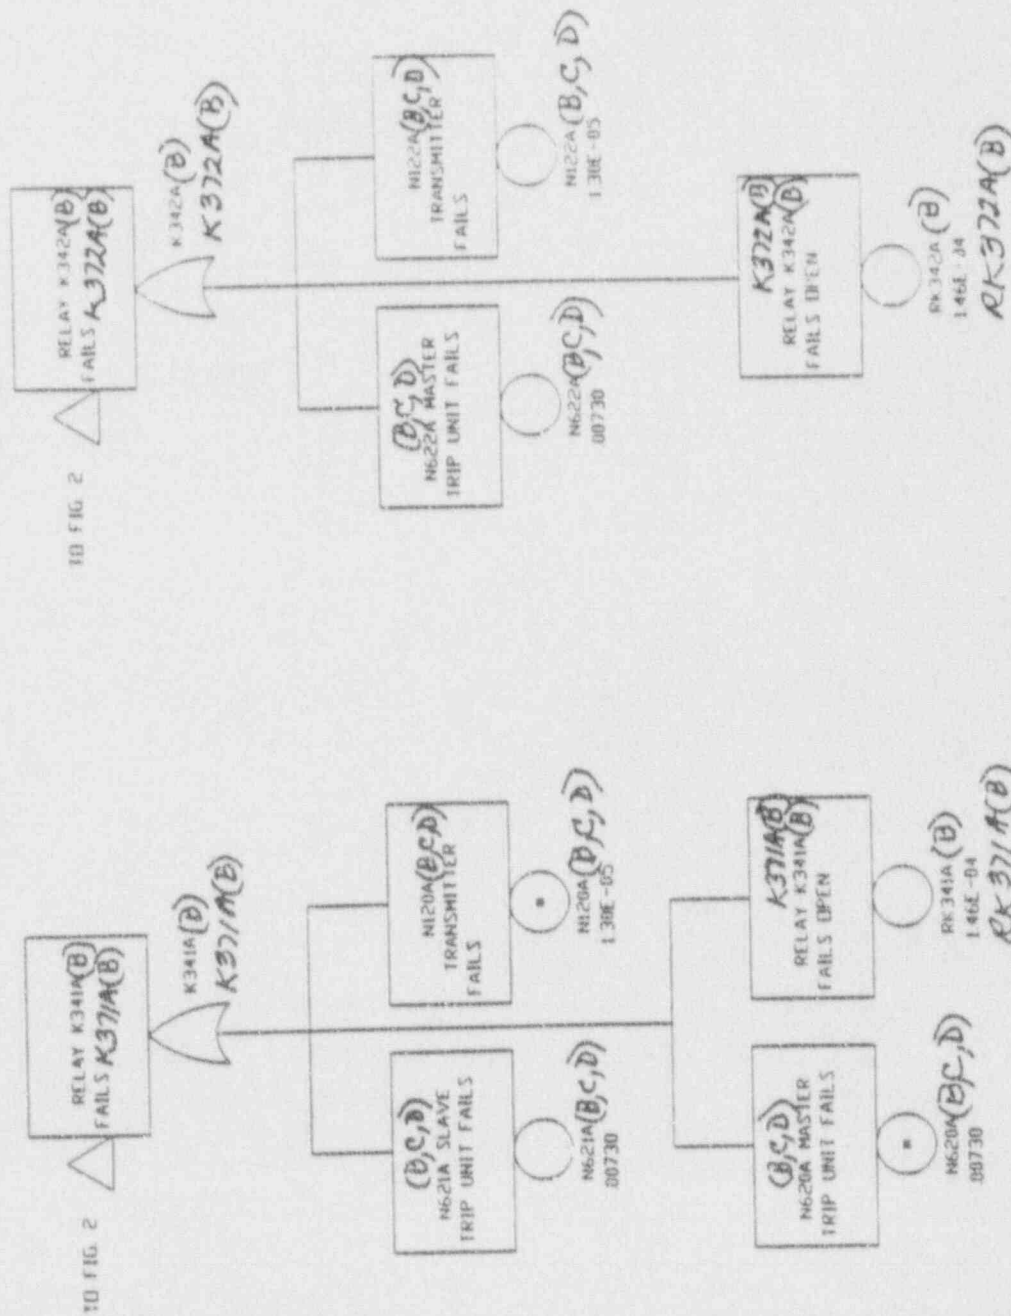 TO FIG. 2
RELAY K341A(B)
FAILS K371A(B)
K341A(B)
K371A(B)
(B,C,D)
N621A SLAVE
TRIP UNIT FAILS
N621A(B,C,D)
.00730
N120A(B,C,D)
TRANSMITTER
FAILS
N120A(B,C,D)
1.30E-05
(B,C,D)
N620A MASTER
TRIP UNIT FAILS
N620A(B,C,D)
.00730
K371A(B)
RELAY K341A(B)
FAILS OPEN
RK341A(B)
1.46E-04
RK371A(B)
TO FIG. 2
RELAY K342A(B)
FAILS K372A(B)
K342A(B)
K372A(B)
(B,C,D)
N622A MASTER
TRIP UNIT FAILS
N622A(B,C,D)
.00730
N122A(B,C,D)
TRANSMITTER
FAILS
N122A(B,C,D)
1.30E-05
K372A(B)
RELAY K342A(B)
FAILS OPEN
RK342A(B)
1.46E-04
RK372A(B)